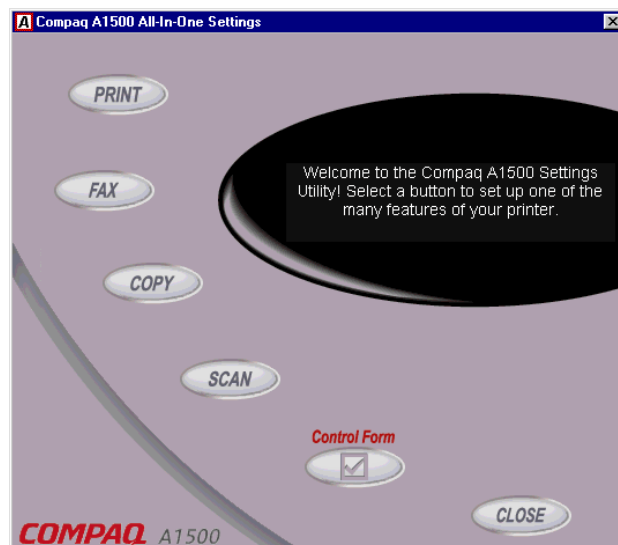 Compaq A1500 All-In-One Settings
PRINT
Welcome to the Compaq A1500 Settings
Utility! Select a button to set up one of the
many features of your printer.
FAX
COPY
SCAN
Control Form
CLOSE
COMPAQ A1500